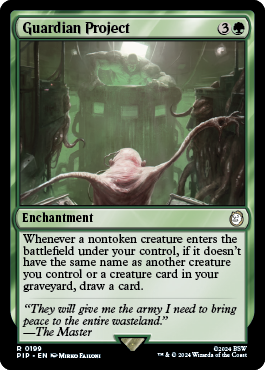 Guardian Project 3
Enchantment
Whenever a nontoken creature enters the
battlefield under your control, if it doesn't
have the same name as another creature
you control or a creature card in your
graveyard, draw a card.
"They will give me the army I need to bring
peace to the entire wasteland."
—The Master
R 0199 ©2024 BSW
PIP • EN Mirko Failoni ™ & © 2024 Wizards of the Coast